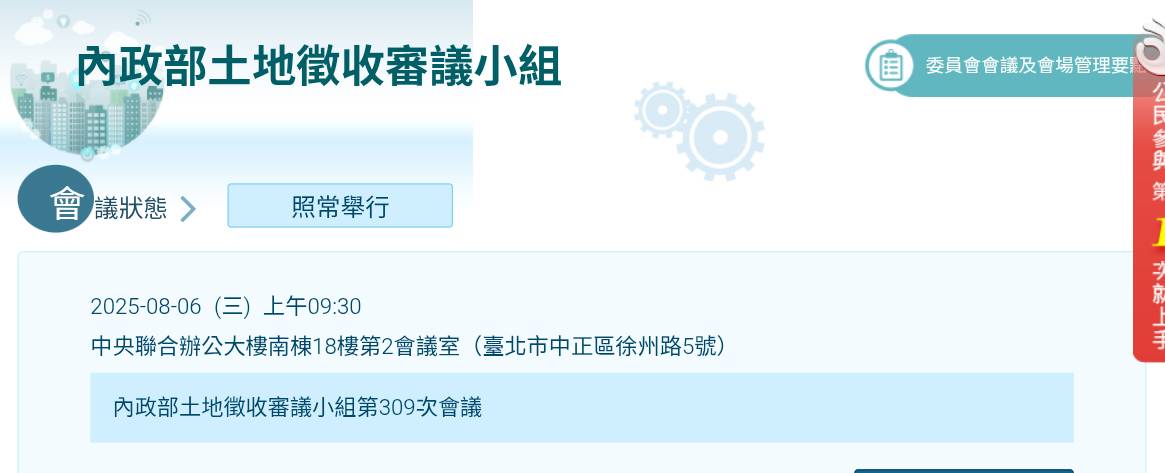 內政部土地徵收審議小組
委員會會議及會場管理要點
會議狀態
照常舉行
2025-08-06 (三) 上午09:30
中央聯合辦公大樓南棟18樓第2會議室（臺北市中正區徐州路5號）
內政部土地徵收審議小組第309次會議
公民參與
第
次就上手